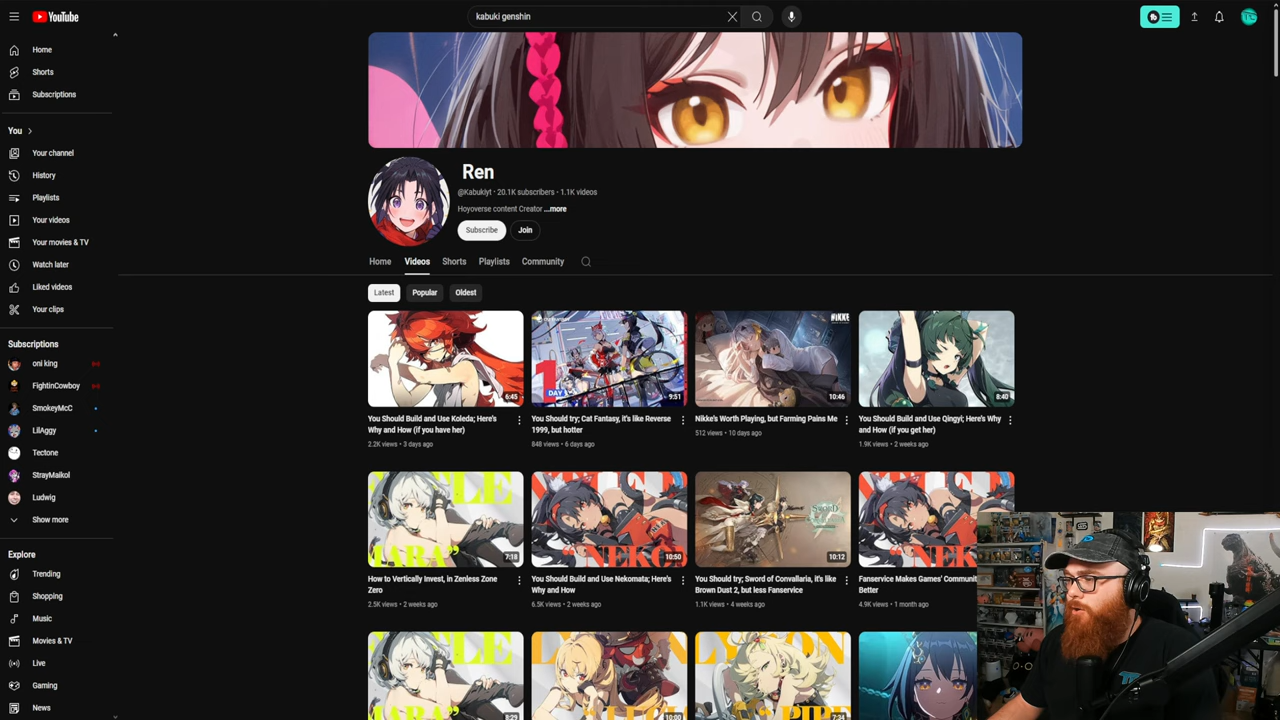 YouTube
kabuki genshin
Home
Shorts
Subscriptions
You
Your channel
History
Playlists
Your videos
Your movies & TV
Watch later
Liked videos
Your clips
Subscriptions
oni king
FightinCowboy
SmokeyMcC
LilAggy
Tectone
StrayMaikol
Ludwig
Show more
Explore
Trending
Shopping
Music
Movies & TV
Live
Gaming
News
Ren
@Kabukiyt · 20.1K subscribers · 1.1K videos
Hoyoverse content Creator ...more
Subscribe Join
Home Videos Shorts Playlists Community
Latest Popular Oldest
6:45
1
DAY
9:51
NIKKE
10:46
8:40
You Should Build and Use Koleda; Here's
Why and How (if you have her)
2.2K views · 3 days ago
You Should try; Cat Fantasy, it's like Reverse
1999, but hotter
848 views · 6 days ago
Nikke's Worth Playing, but Farming Pains Me
512 views · 10 days ago
You Should Build and Use Qingyi; Here's Why
and How (if you get her)
1.9K views · 2 weeks ago
7:18
10:50
SWORD
10:12
How to Vertically Invest, in Zenless Zone
Zero
2.5K views · 2 weeks ago
You Should Build and Use Nekomata; Here's
Why and How
6.5K views · 2 weeks ago
You Should try; Sword of Convallaria, it's like
Brown Dust 2, but less Fanservice
1.1K views · 4 weeks ago
Fanservice Makes Games' Communit
Better
4.9K views · 1 month ago
8:29
10:00
7:34